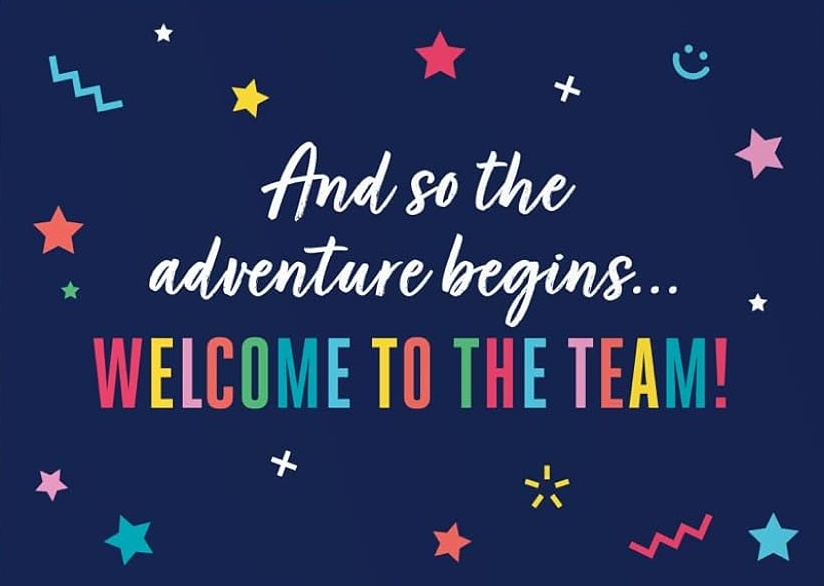 And so the
adventure begins...
WELCOME TO THE TEAM!